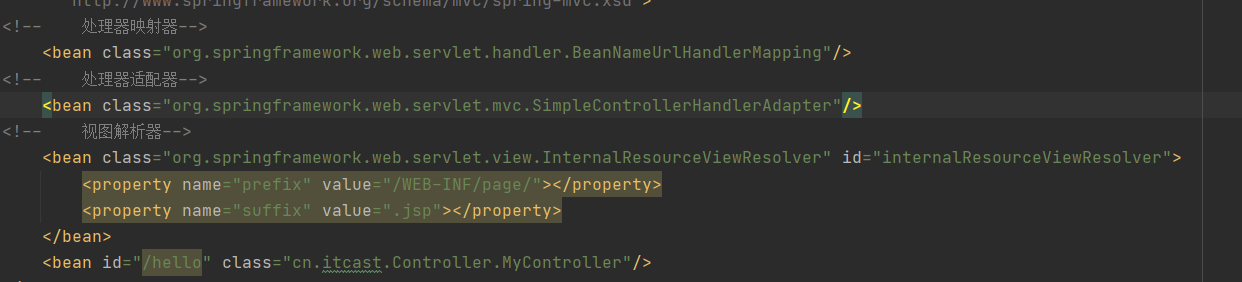 http://www.springframework.org/schema/mvc/spring-mvc.xsd">
<!--    处理器映射器-->
<bean class="org.springframework.web.servlet.handler.BeanNameUrlHandlerMapping"/>
<!--    处理器适配器-->
<bean class="org.springframework.web.servlet.mvc.SimpleControllerHandlerAdapter"/>
<!--    视图解析器-->
<bean class="org.springframework.web.servlet.view.InternalResourceViewResolver" id="internalResourceViewResolver">
<property name="prefix" value="/WEB-INF/page/"></property>
<property name="suffix" value=".jsp"></property>
</bean>
<bean id="/hello" class="cn.itcast.Controller.MyController"/>